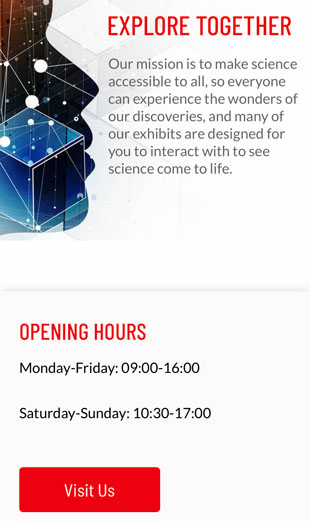 EXPLORE TOGETHER
Our mission is to make science
accessible to all, so everyone
can experience the wonders of
our discoveries, and many of
our exhibits are designed for
you to interact with to see
science come to life.
OPENING HOURS
Monday-Friday: 09:00-16:00
Saturday-Sunday: 10:30-17:00
Visit Us